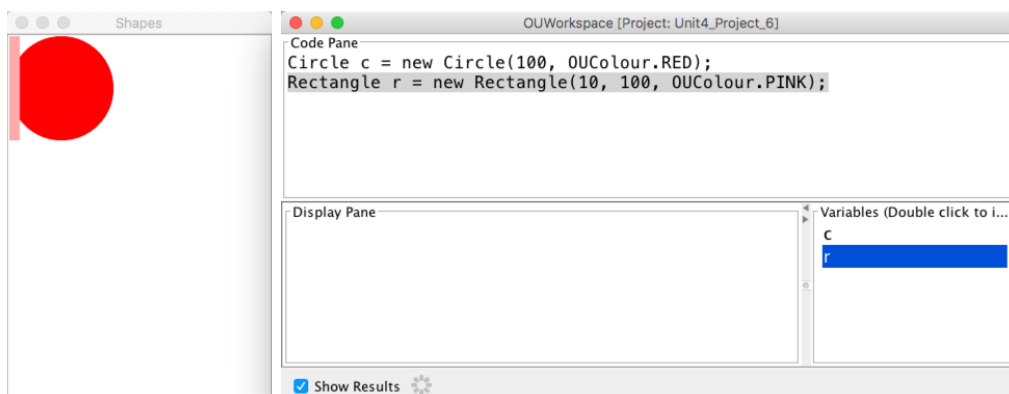 Shapes
OUWorkspace [Project: Unit4_Project_6]
Code Pane
Circle c = new Circle(100, OUColour.RED);
Rectangle r = new Rectangle(10, 100, OUColour.PINK);
Display Pane
Variables (Double click to i...
c
r
Show Results